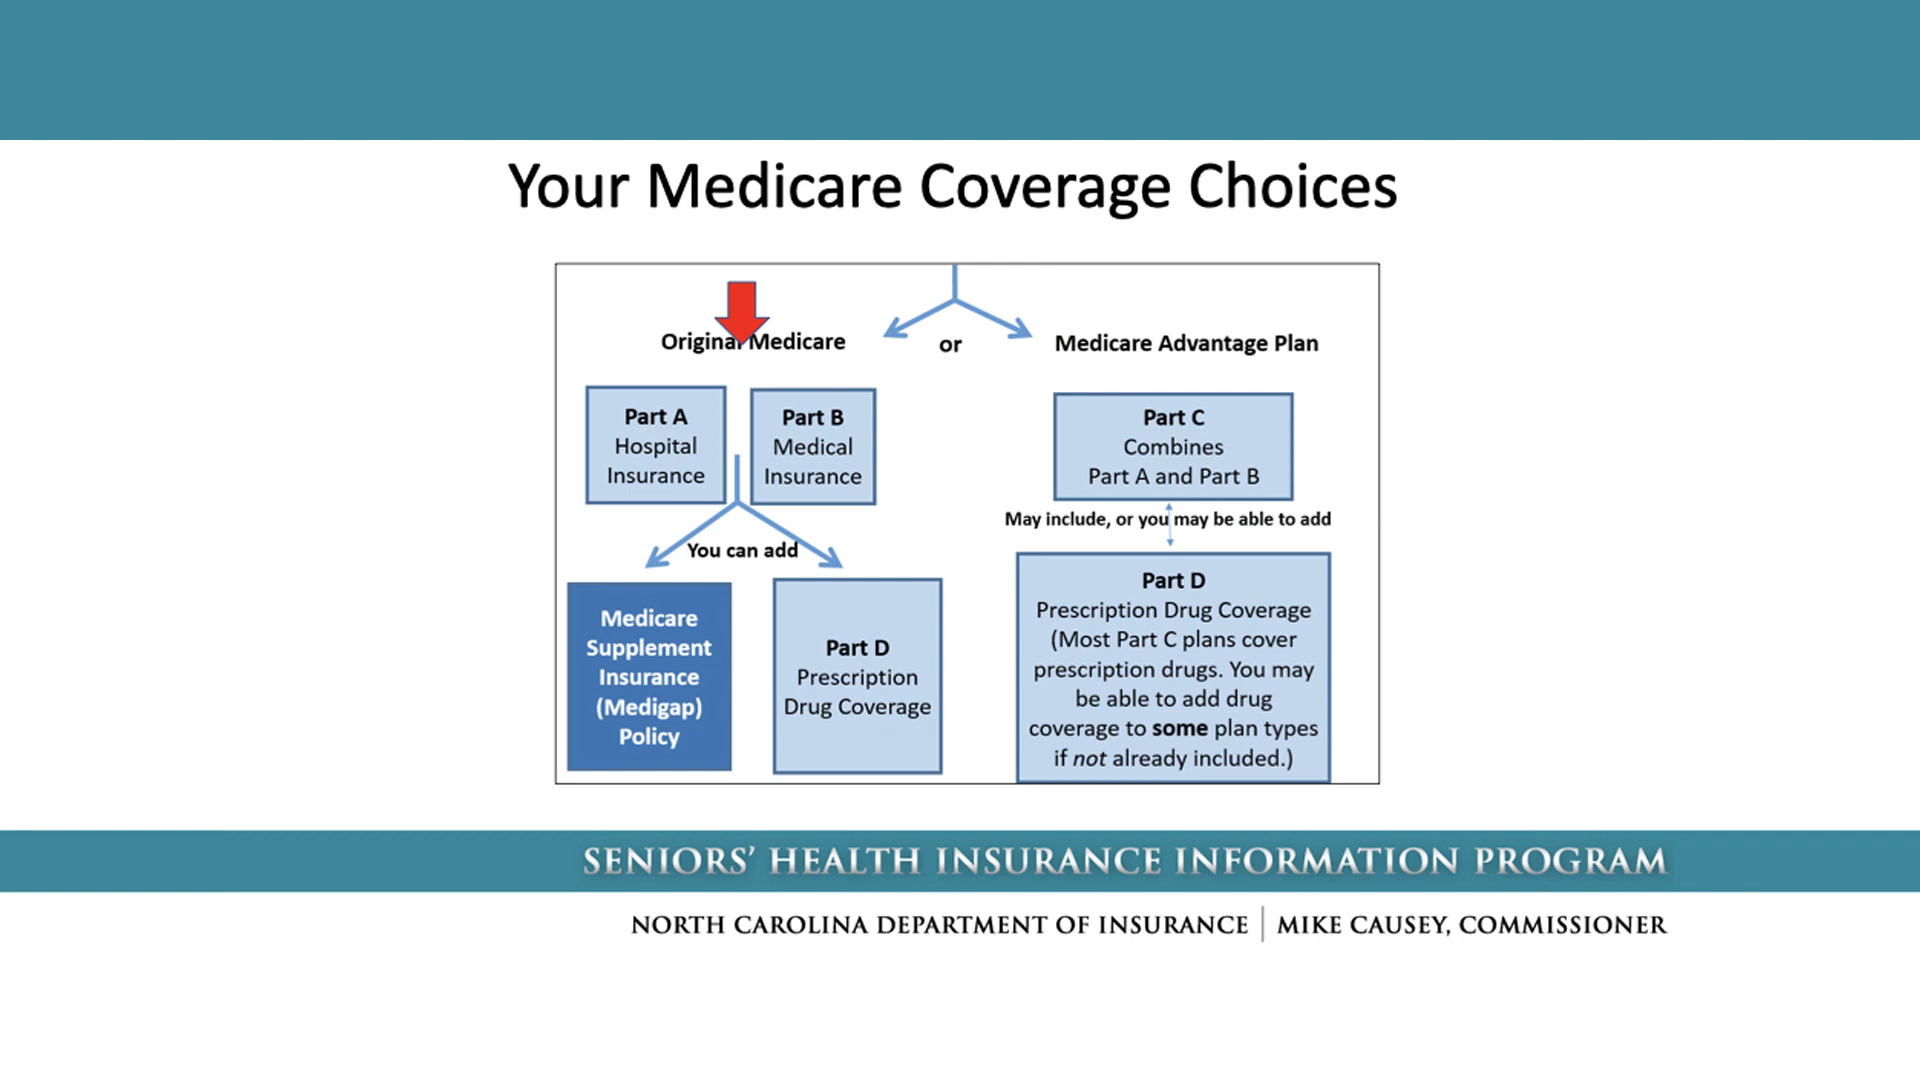 Your Medicare Coverage Choices
Original Medicare
or
Medicare Advantage Plan
Part A
Hospital
Insurance
Part B
Medical
Insurance
Part C
Combines
Part A and Part B
You can add
May include, or you may be able to add
Medicare
Supplement
Insurance
(Medigap)
Policy
Part D
Prescription
Drug Coverage
Part D
Prescription Drug Coverage
(Most Part C plans cover
prescription drugs. You may
be able to add drug
coverage to some plan types
if not already included.)
SENIORS' HEALTH INSURANCE INFORMATION PROGRAM
NORTH CAROLINA DEPARTMENT OF INSURANCE | MIKE CAUSEY, COMMISSIONER